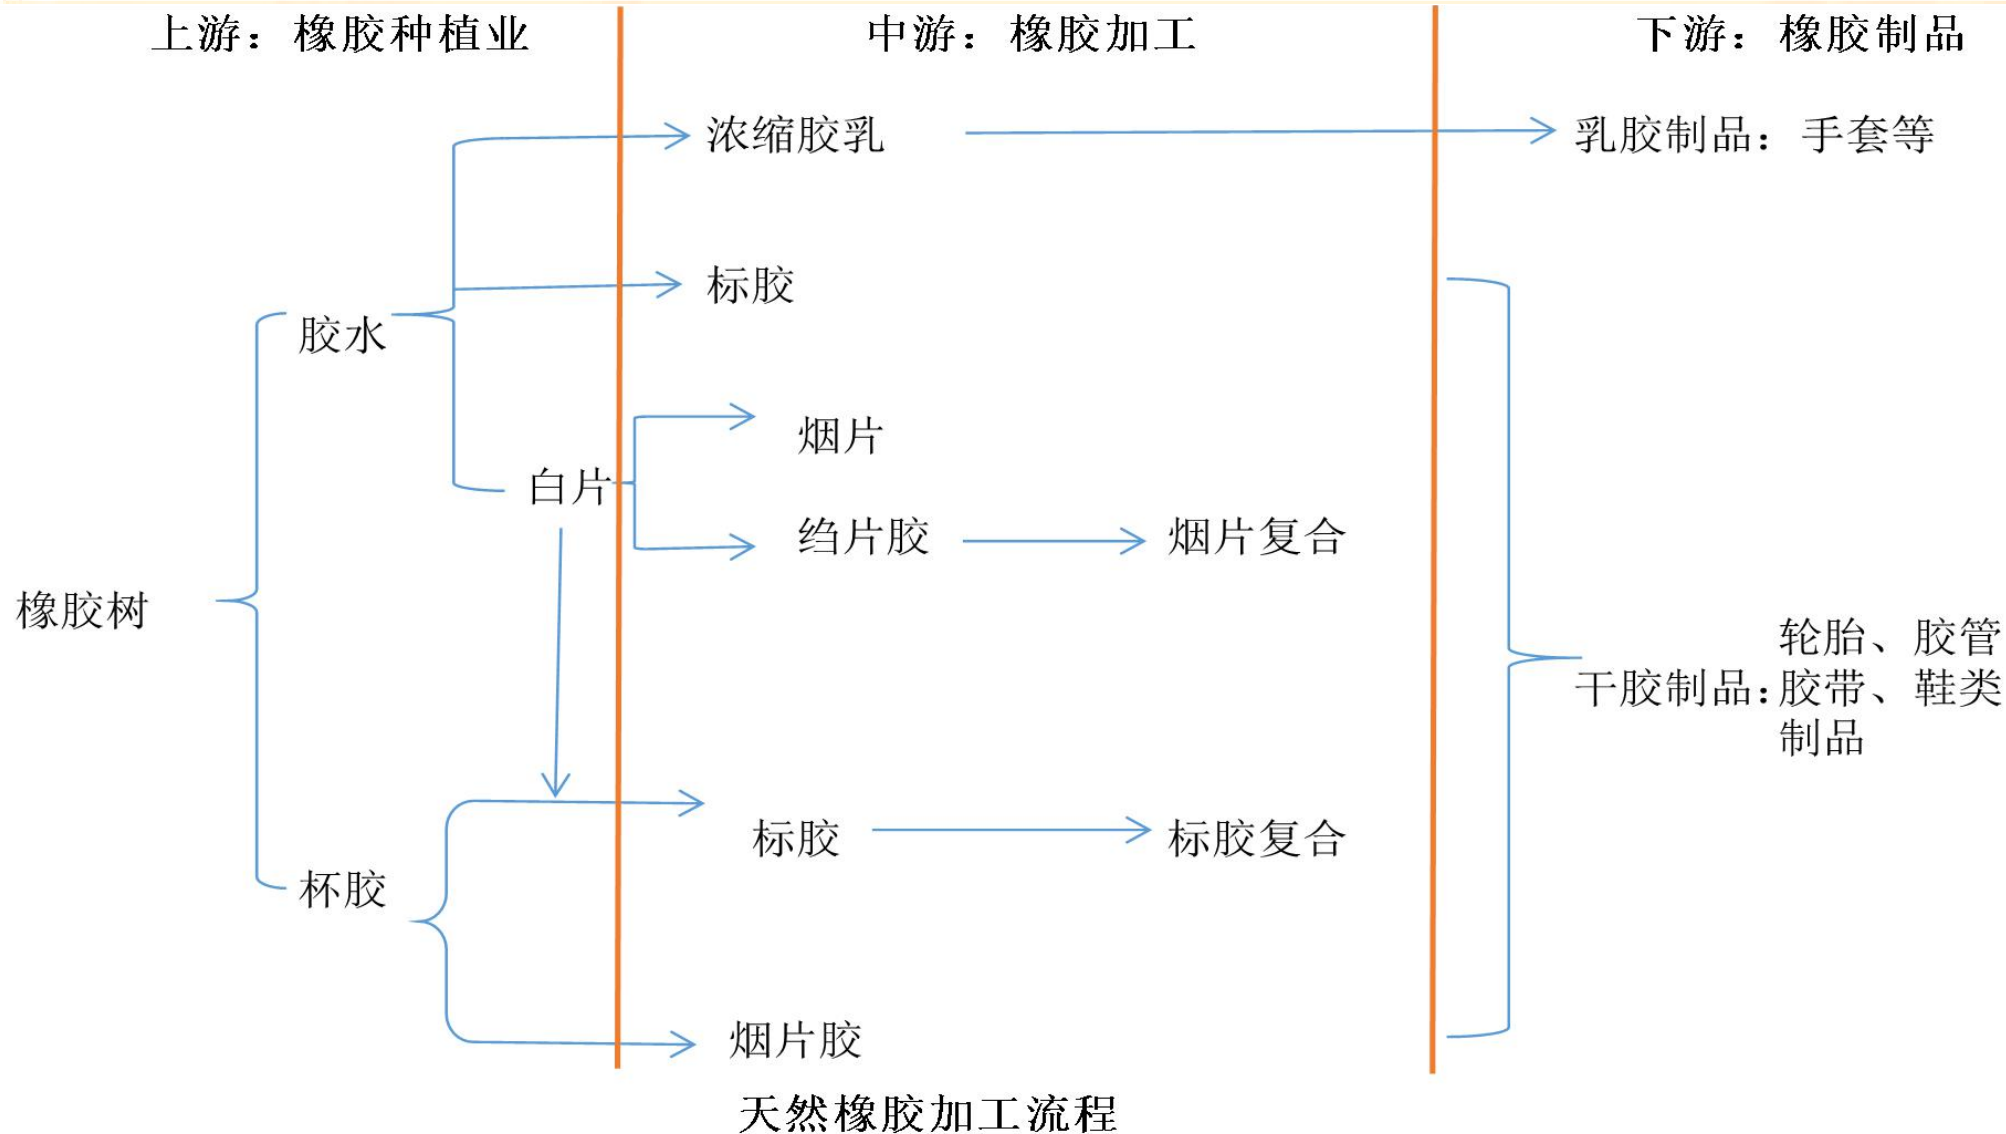 上游：橡胶种植业
中游：橡胶加工
下游：橡胶制品
浓缩胶乳
乳胶制品：手套等
标胶
胶水
烟片
白片
绉片胶
烟片复合
橡胶树
干胶制品：
轮胎、胶管
胶带、鞋类
制品
标胶
标胶复合
杯胶
烟片胶
天然橡胶加工流程